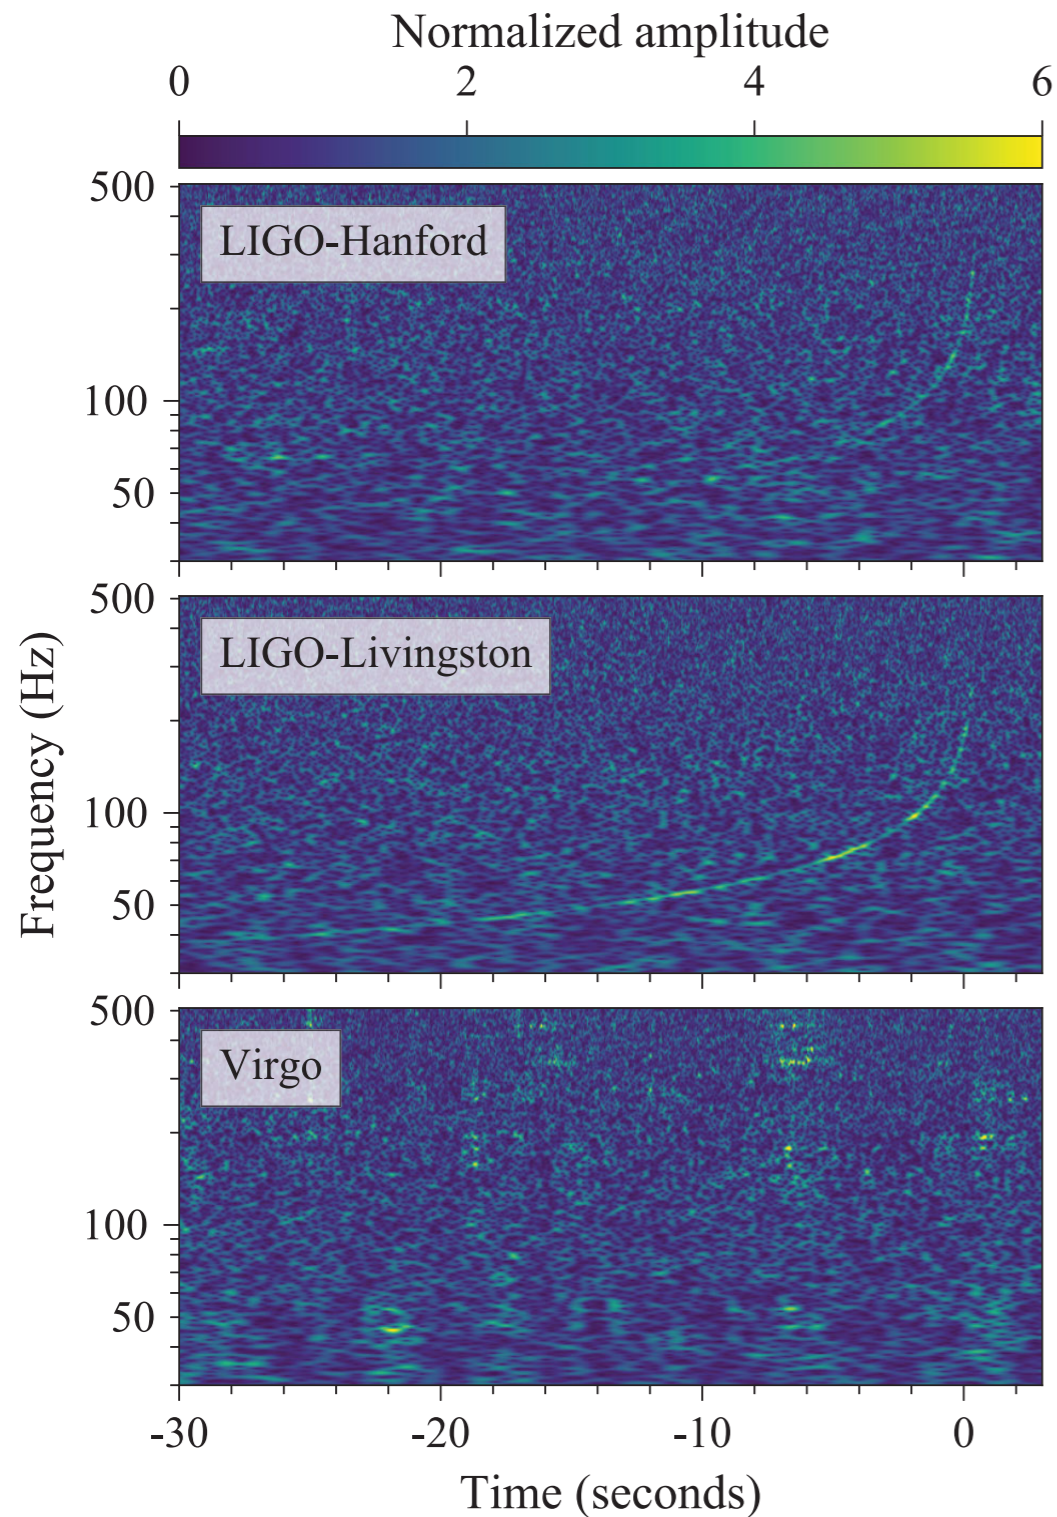 Normalized amplitude
0 2 4 6
500
LIGO-Hanford
100
50
500
LIGO-Livingston
100
50
Frequency (Hz)
500
Virgo
100
50
-30 -20 -10 0
Time (seconds)